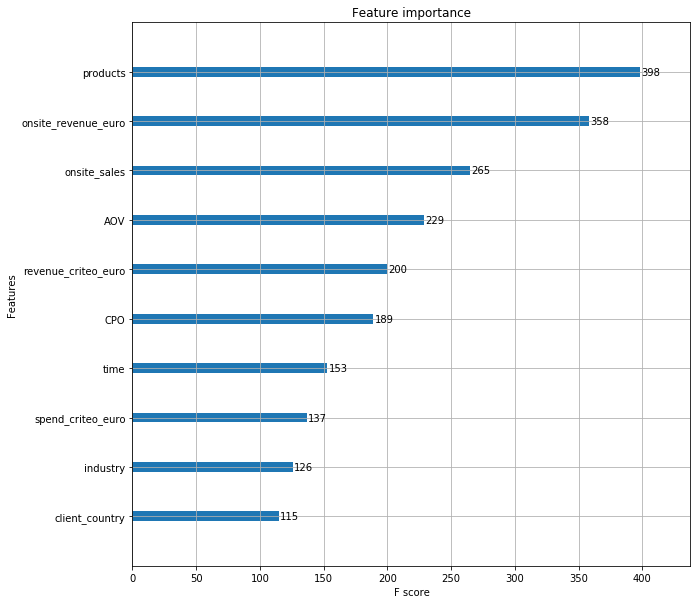 Feature importance
products
398
onsite_revenue_euro
358
onsite_sales
265
AOV
229
revenue_criteo_euro
200
CPO
189
time
153
spend_criteo_euro
137
industry
126
client_country
115
Features
0 50 100 150 200 250 300 350 400
F score